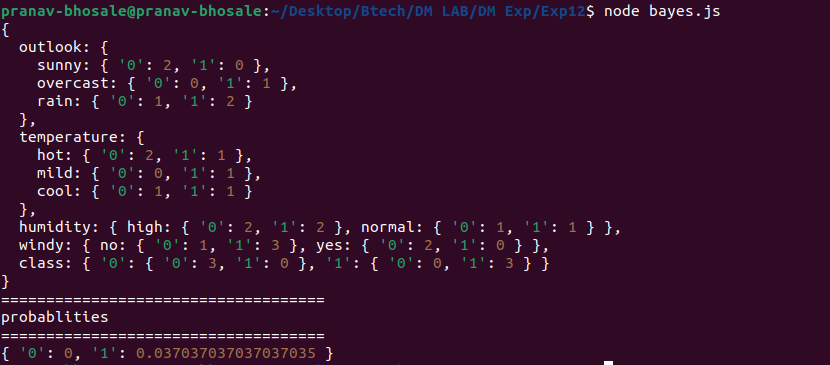 pranav-bhosale@pranav-bhosale:~/Desktop/Btech/DM LAB/DM Exp/Exp12$ node bayes.js
{
  outlook: {
    sunny: { '0': 2, '1': 0 },
    overcast: { '0': 0, '1': 1 },
    rain: { '0': 1, '1': 2 }
  },
  temperature: {
    hot: { '0': 2, '1': 1 },
    mild: { '0': 0, '1': 1 },
    cool: { '0': 1, '1': 1 }
  },
  humidity: { high: { '0': 2, '1': 2 }, normal: { '0': 1, '1': 1 } },
  windy: { no: { '0': 1, '1': 3 }, yes: { '0': 2, '1': 0 } },
  class: { '0': { '0': 3, '1': 0 }, '1': { '0': 0, '1': 3 } }
}
====================================
probablities
====================================
{ '0': 0, '1': 0.037037037037037035 }